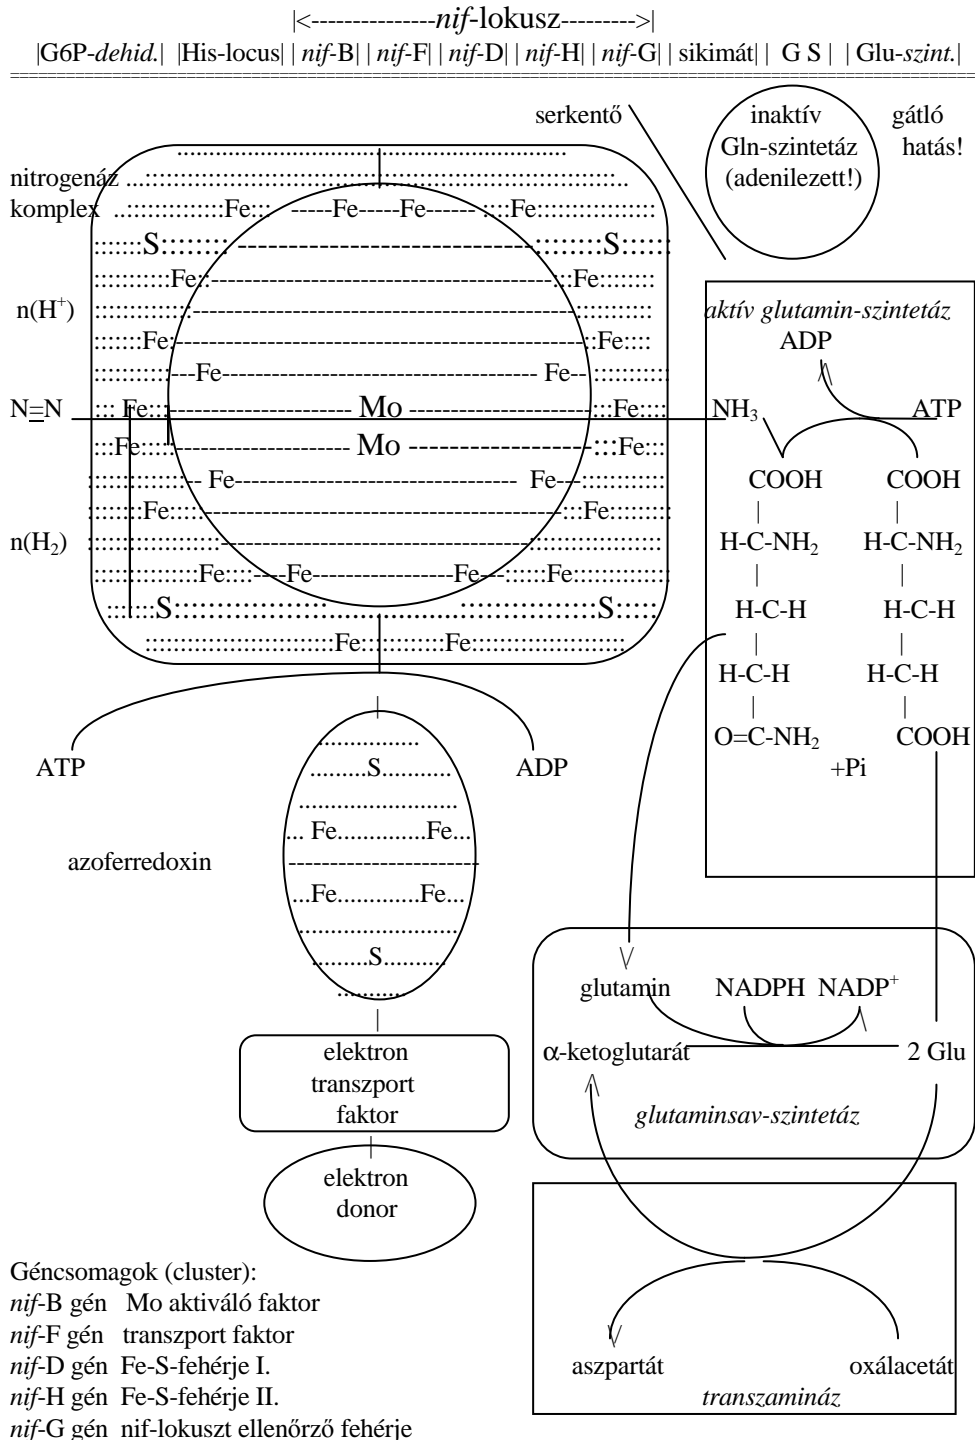 |<---------------nif-lokusz--------->|
|G6P-dehid.| |His-locus| | nif-B| | nif-F| | nif-D| | nif-H| | nif-G| | sikimát| | G S | | Glu-szint.|
serkentő
inaktív
Gln-szintetáz
(adenilezett!)
gátló
hatás!
nitrogenáz
komplex
Fe Fe Fe Fe
S S
Fe Fe
n(H+)
Fe Fe
Fe Fe
N≡N Fe Mo Fe NH3
Fe Mo Fe
Fe Fe
Fe Fe
n(H2)
Fe Fe Fe Fe
S S
Fe Fe
aktív glutamin-szintetáz
ADP
ATP
COOH COOH
| |
H-C-NH2 H-C-NH2
| |
H-C-H H-C-H
| |
H-C-H H-C-H
| |
O=C-NH2 COOH
+Pi
ATP ADP
S
Fe Fe
azoferredoxin
Fe Fe
S
elektron
transzport
faktor
elektron
donor
glutamin NADPH NADP+
α-ketoglutarát 2 Glu
glutaminsav-szintetáz
aszpartát oxálacetát
transzamináz
Géncsomagok (cluster):
nif-B gén Mo aktiváló faktor
nif-F gén transzport faktor
nif-D gén Fe-S-fehérje I.
nif-H gén Fe-S-fehérje II.
nif-G gén nif-lokuszt ellenőrző fehérje